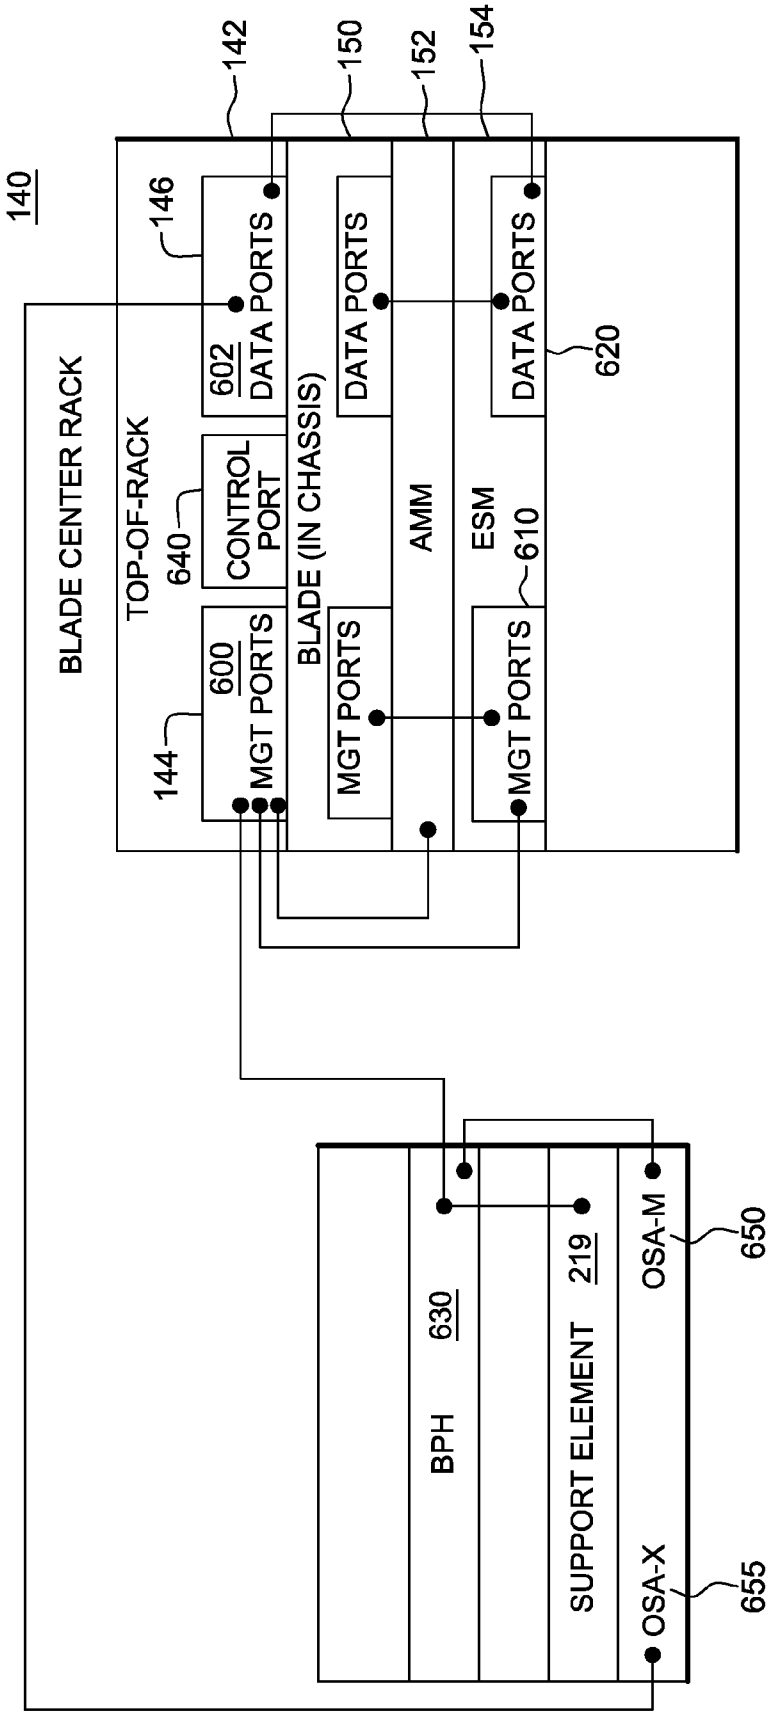 140
BLADE CENTER RACK
TOP-OF-RACK
142
144
600
MGT PORTS
640
CONTROL
PORT
146
602
DATA PORTS
BLADE (IN CHASSIS)
150
MGT PORTS
DATA PORTS
AMM
152
ESM
154
MGT PORTS
610
DATA PORTS
620
BPH
630
SUPPORT ELEMENT
219
OSA-X
655
OSA-M
650